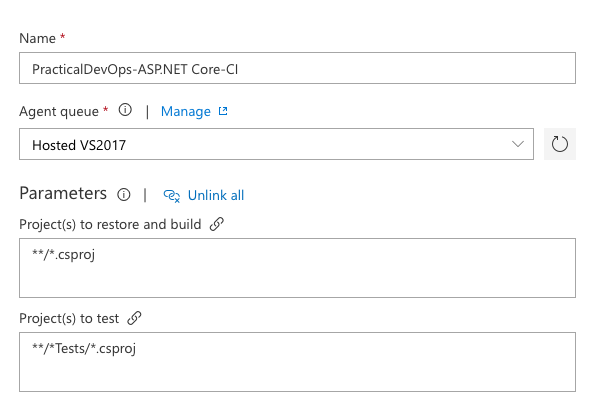 Name *
PracticalDevOps-ASP.NET Core-CI
Agent queue * | Manage
Hosted VS2017
Parameters | Unlink all
Project(s) to restore and build
**/*.csproj
Project(s) to test
**/*Tests/*.csproj